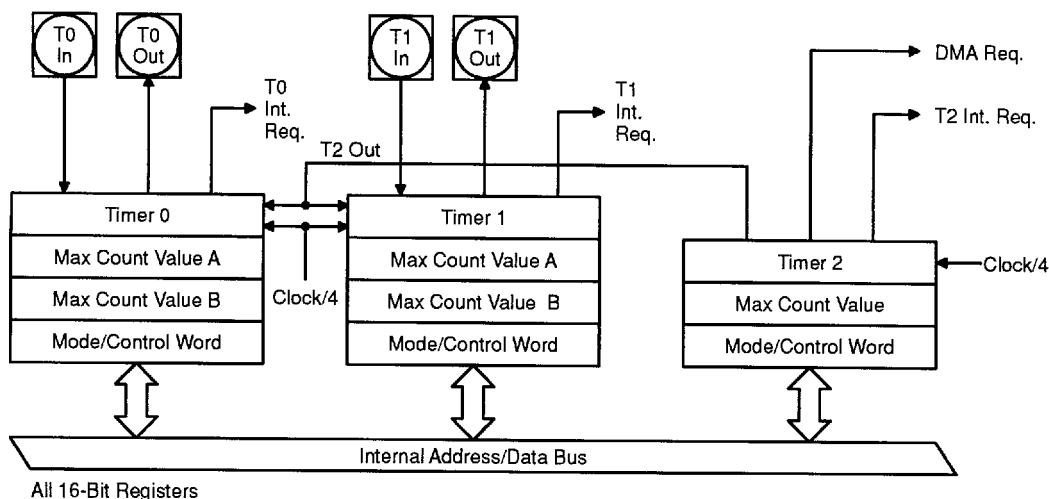 T0
In
T0
Out
T1
In
T1
Out
DMA Req.
T0
Int.
Req.
T1
Int.
Req.
T2 Int. Req.
T2 Out
Timer 0
Max Count Value A
Max Count Value B
Mode/Control Word
Clock/4
Timer 1
Max Count Value A
Max Count Value B
Mode/Control Word
Timer 2
Max Count Value
Mode/Control Word
Clock/4
Internal Address/Data Bus
All 16-Bit Registers